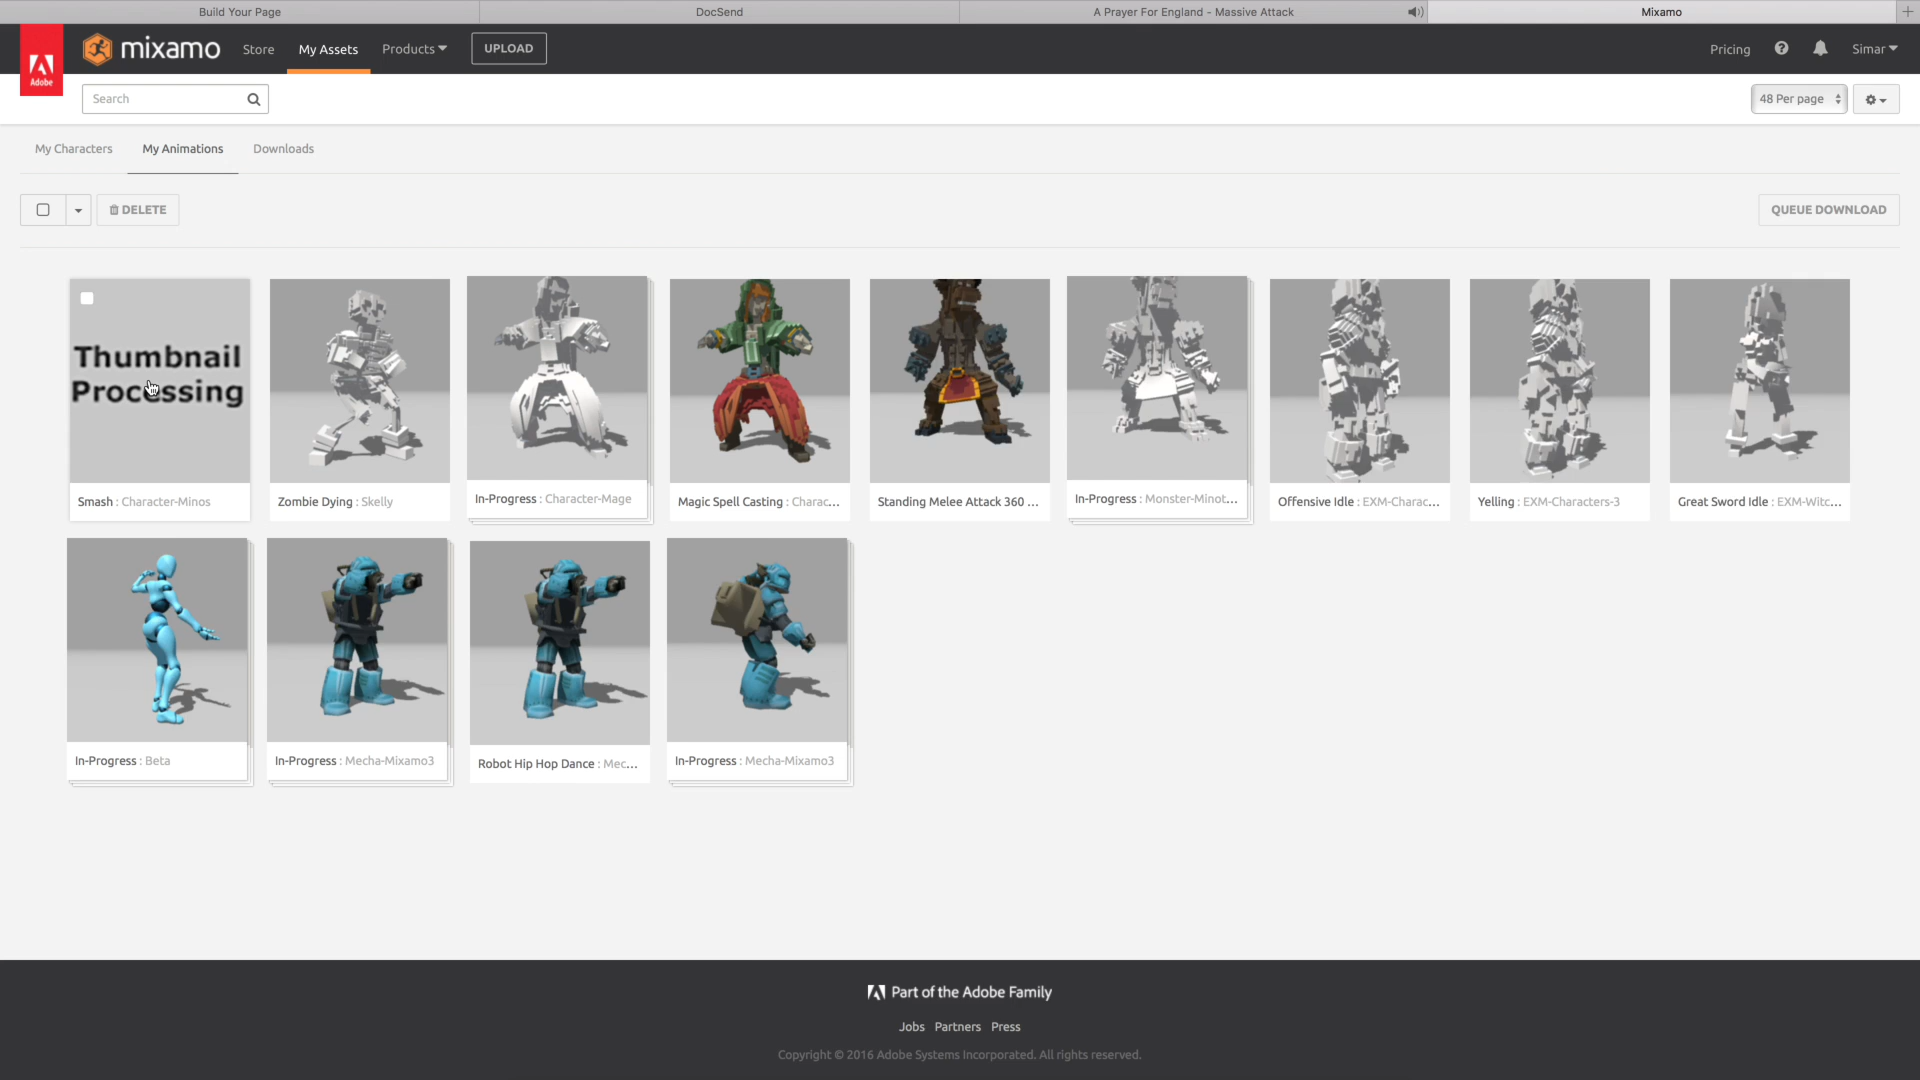 Build Your Page
DocSend
A Prayer For England - Massive Attack
Mixamo
Adobe
mixamo
Store
My Assets
Products
UPLOAD
Pricing
Simar
Search
48 Per page
My Characters
My Animations
Downloads
DELETE
QUEUE DOWNLOAD
Thumbnail
Processing
Smash : Character-Minos
Zombie Dying : Skelly
In-Progress : Character-Mage
Magic Spell Casting : Charac...
Standing Melee Attack 360 ...
In-Progress : Monster-Minot...
Offensive Idle : EXM-Charac...
Yelling : EXM-Characters-3
Great Sword Idle : EXM-Witc...
In-Progress : Beta
In-Progress : Mecha-Mixamo3
Robot Hip Hop Dance : Mec...
In-Progress : Mecha-Mixamo3
Part of the Adobe Family
Jobs Partners Press
Copyright © 2016 Adobe Systems Incorporated. All rights reserved.